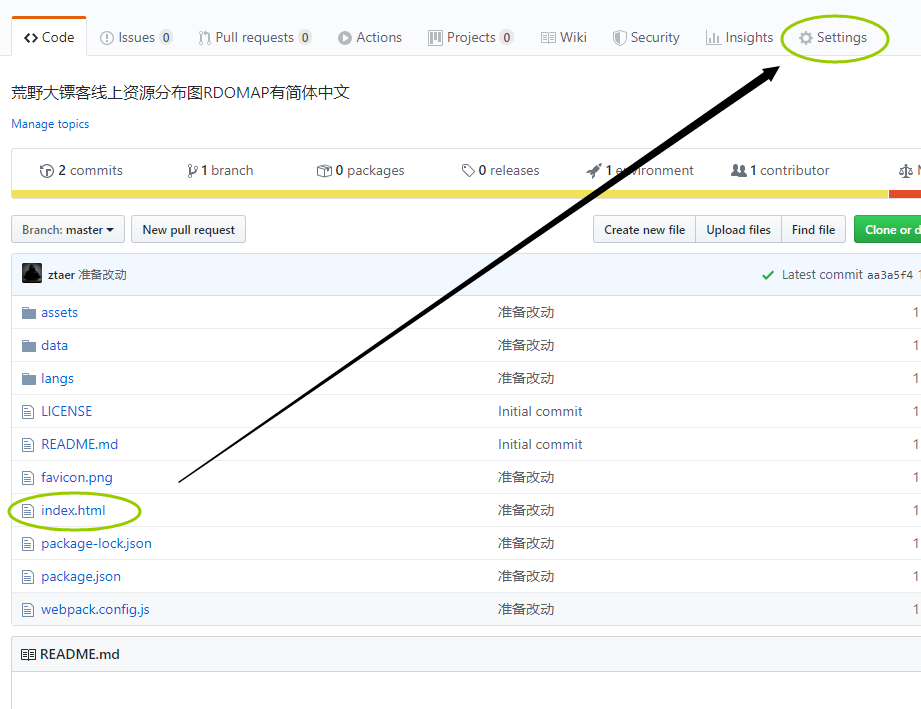 Code Issues 0 Pull requests 0 Actions Projects 0 Wiki Security Insights Settings
荒野大镖客线上资源分布图RDOMAP有简体中文
Manage topics
2 commits 1 branch 0 packages 0 releases 1 environment 1 contributor
Branch: master New pull request Create new file Upload files Find file Clone or d
ztaer 准备改动 Latest commit aa3a5f4 1
assets 准备改动 1
data 准备改动 1
langs 准备改动 1
LICENSE Initial commit 1
README.md Initial commit 1
favicon.png 准备改动 1
index.html 准备改动 1
package-lock.json 准备改动 1
package.json 准备改动 1
webpack.config.js 准备改动 1
README.md